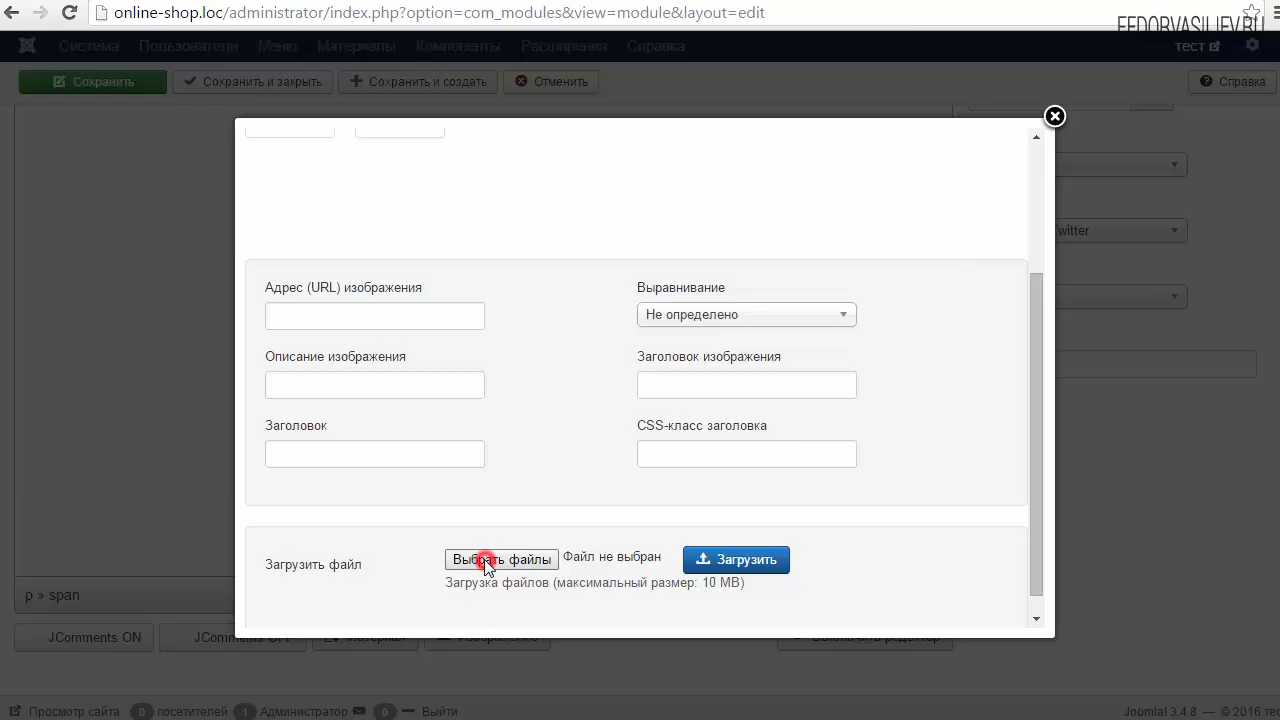 online-shop.loc/administrator/index.php?option=com_modules&view=module&layout=edit
FEDORVASILIEV.RU
Система Пользователи Меню Материалы Компоненты Расширения Справка тест
Сохранить Сохранить и закрыть Сохранить и создать Отменить Справка
Адрес (URL) изображения Выравнивание
Не определено
Описание изображения Заголовок изображения
Заголовок CSS-класс заголовка
Загрузить файл Выбрать файлы Файл не выбран Загрузить
Загрузка файлов (максимальный размер: 10 MB)
p » span
JComments ON JComments OFF Материал Изображение Выключить редактор
Просмотр сайта 0 посетителей 1 Администратор 0 Выйти Joomla! 3.4.8 — © 2016